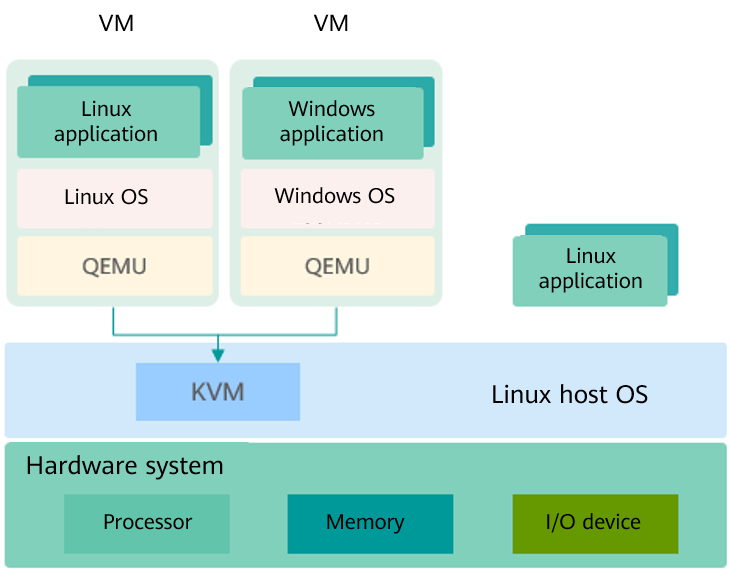 VM
VM
Linux
application
Windows
application
Linux OS
Windows OS
QEMU
QEMU
Linux
application
KVM
Linux host OS
Hardware system
Processor
Memory
I/O device